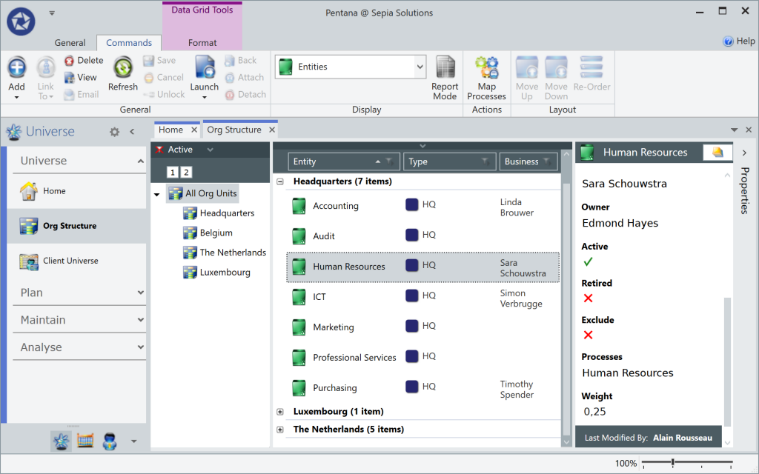 Data Grid Tools
Pentana @ Sepia Solutions
General
Commands
Format
Help
Add
Link To
Delete
View
Email
Refresh
Save
Cancel
Unlock
Launch
Back
Attach
Detach
General
Entities
Report Mode
Display
Map Processes
Actions
Move Up
Move Down
Re-Order
Layout
Universe
Home
Org Structure
Universe
Home
Org Structure
Client Universe
Plan
Maintain
Analyse
Active
1 2
All Org Units
Headquarters
Belgium
The Netherlands
Luxembourg
Entity
Type
Business
Headquarters (7 items)
Accounting HQ Linda Brouwer
Audit HQ
Human Resources HQ Sara Schouwstra
ICT HQ Simon Verbrugge
Marketing HQ
Professional Services HQ
Purchasing HQ Timothy Spender
Luxembourg (1 item)
The Netherlands (5 items)
Human Resources
Sara Schouwstra
Owner
Edmond Hayes
Active
Retired
Exclude
Processes
Human Resources
Weight
0,25
Last Modified By: Alain Rousseau
Properties
100%